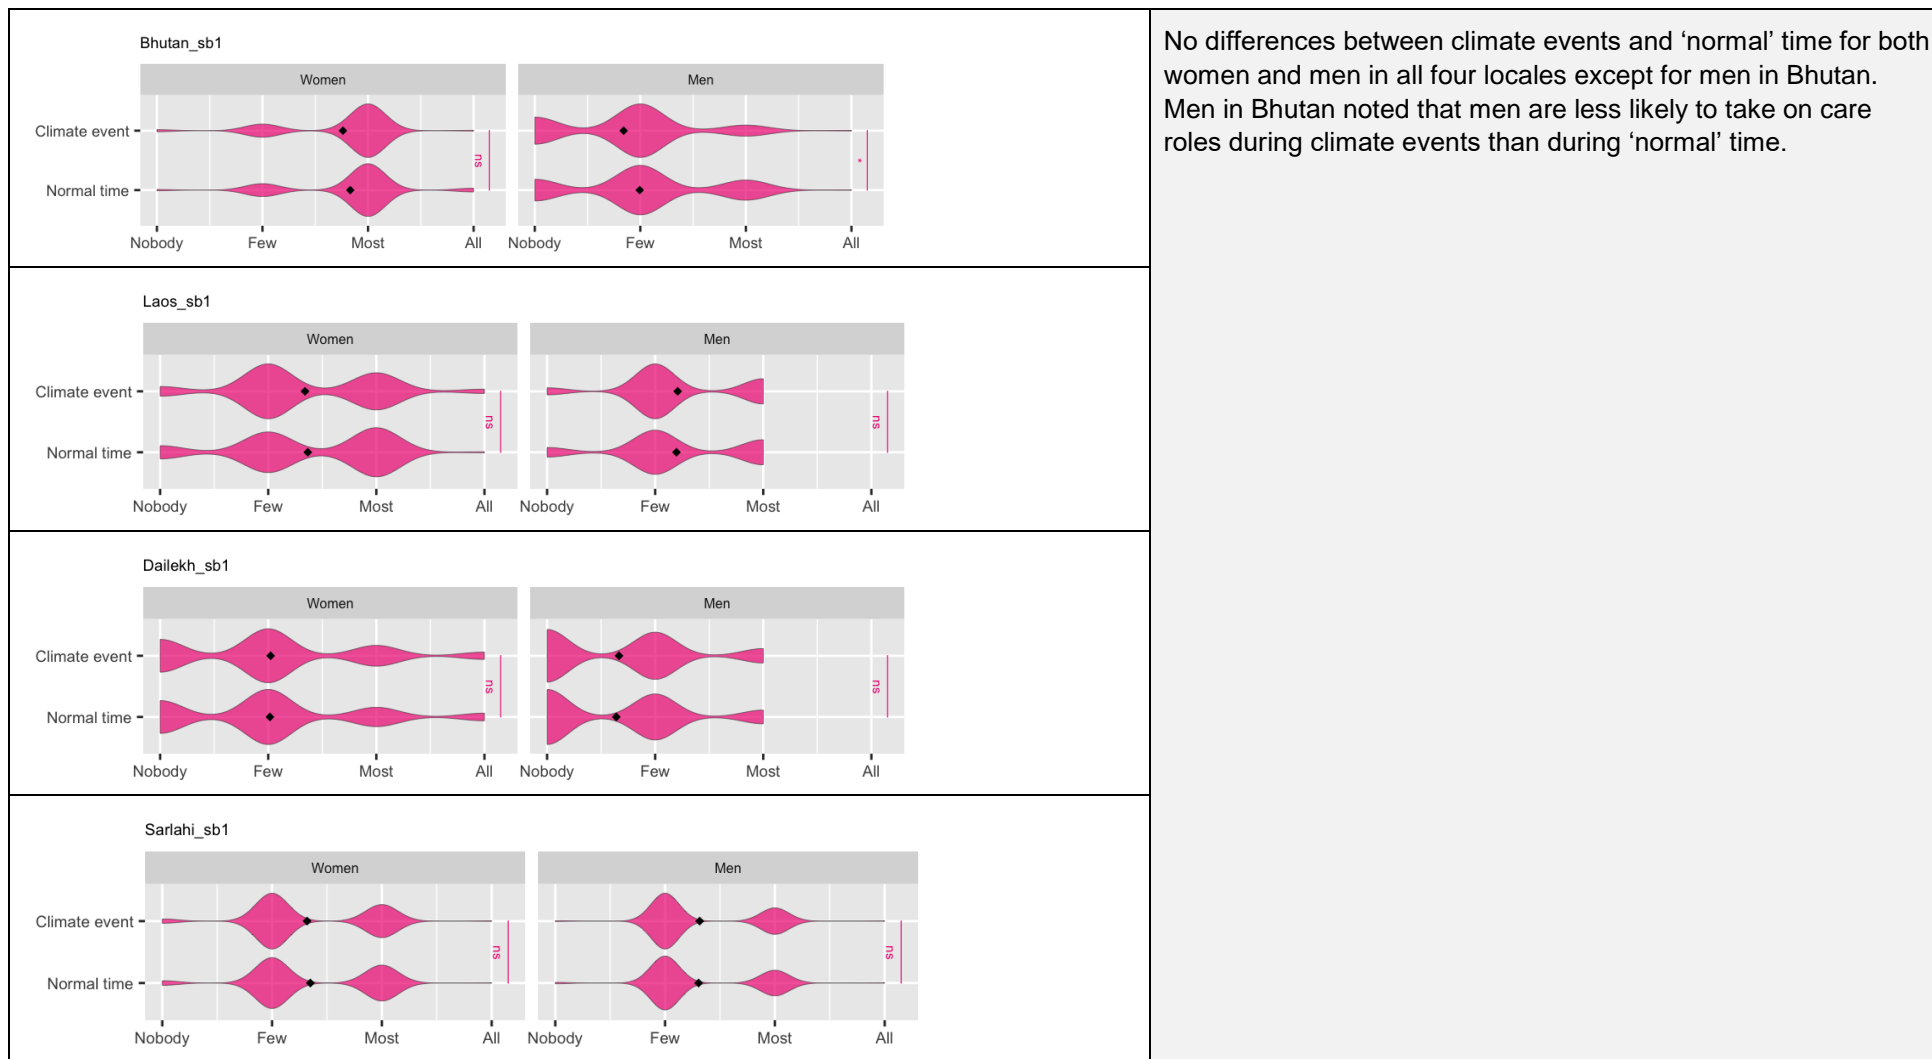 Bhutan_sb1
Women Men
Climate event
ns *
Normal time
Nobody Few Most All Nobody Few Most All
Laos_sb1
Women Men
Climate event
ns ns
Normal time
Nobody Few Most All Nobody Few Most All
Dailekh_sb1
Women Men
Climate event
ns ns
Normal time
Nobody Few Most All Nobody Few Most All
Sarlahi_sb1
Women Men
Climate event
ns ns
Normal time
Nobody Few Most All Nobody Few Most All
No differences between climate events and ‘normal’ time for both
women and men in all four locales except for men in Bhutan.
Men in Bhutan noted that men are less likely to take on care
roles during climate events than during ‘normal’ time.